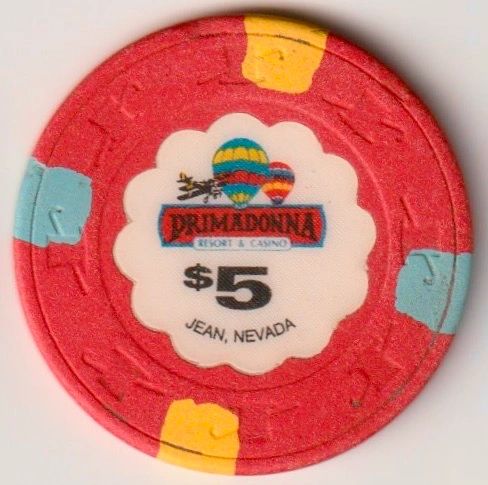 PRIMADONNA
RESORT & CASINO
$5
JEAN, NEVADA